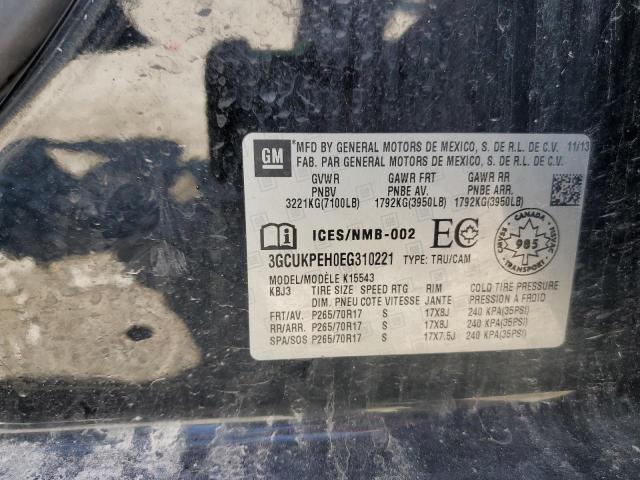 GM
*MFD BY GENERAL MOTORS DE MEXICO, S. DE R.L. DE C.V. 11/13
FAB. PAR GENERAL MOTORS DE MEXICO, S. DE R.L. DE C.V.
GVWR GAWR FRT GAWR RR
PNBV PNBE AV. PNBE ARR.
3221KG(7100LB) 1792KG(3950LB) 1792KG(3950LB)
ICES/NMB-002 EC
CANADA
985
TRANSPORT
3GCUKPEH0EG310221 TYPE: TRU/CAM
MODEL/MODÈLE K15543
KBJ3 TIRE SIZE SPEED RTG RIM COLD TIRE PRESSURE
DIM. PNEU COTE VITESSE JANTE PRESSION A FROID
FRT/AV. P265/70R17 S 17X8J 240 KPA(35PSI)
RR/ARR. P265/70R17 S 17X8J 240 KPA(35PSI)
SPA/SOS P265/70R17 S 17X7.5J 240 KPA(35PSI)